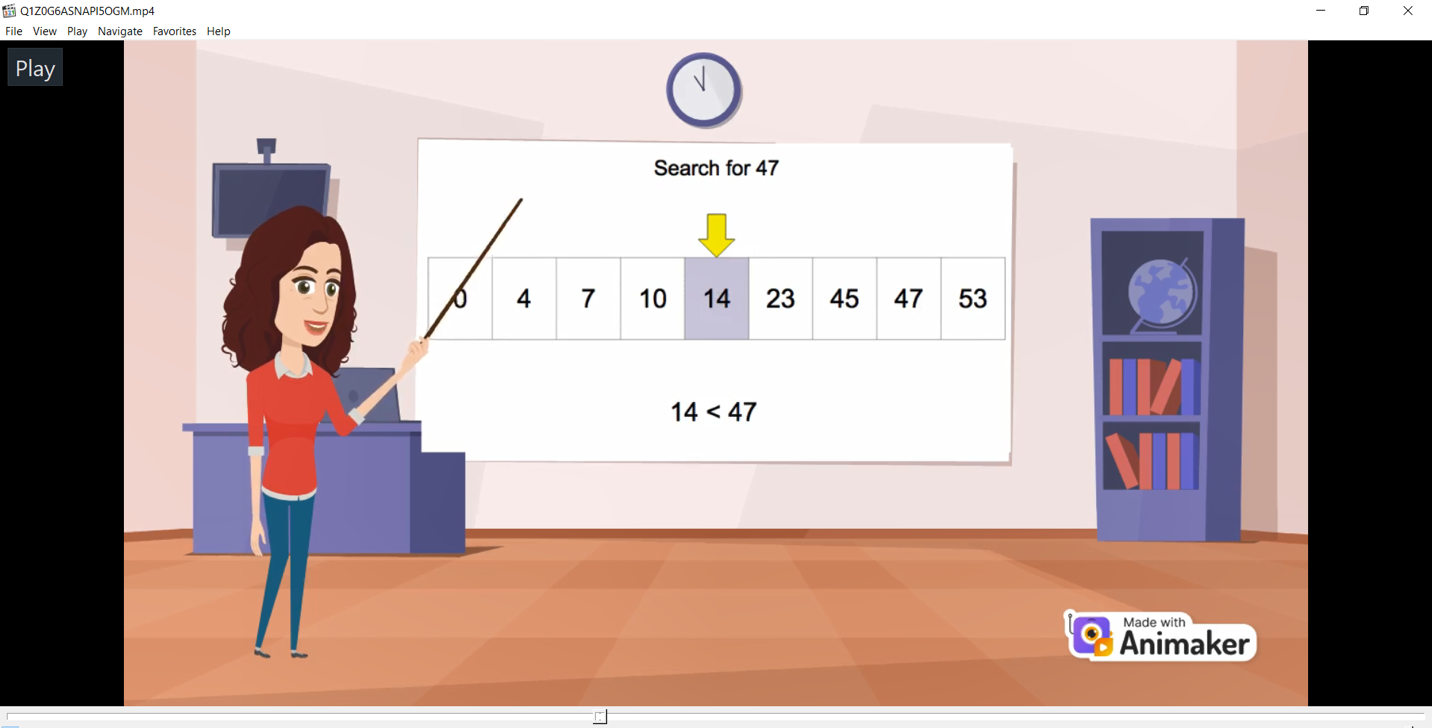 Q1Z0G6ASNAPI5OGM.mp4
File View Play Navigate Favorites Help
Play
Search for 47
0 4 7 10 14 23 45 47 53
14 < 47
Made with
Animaker